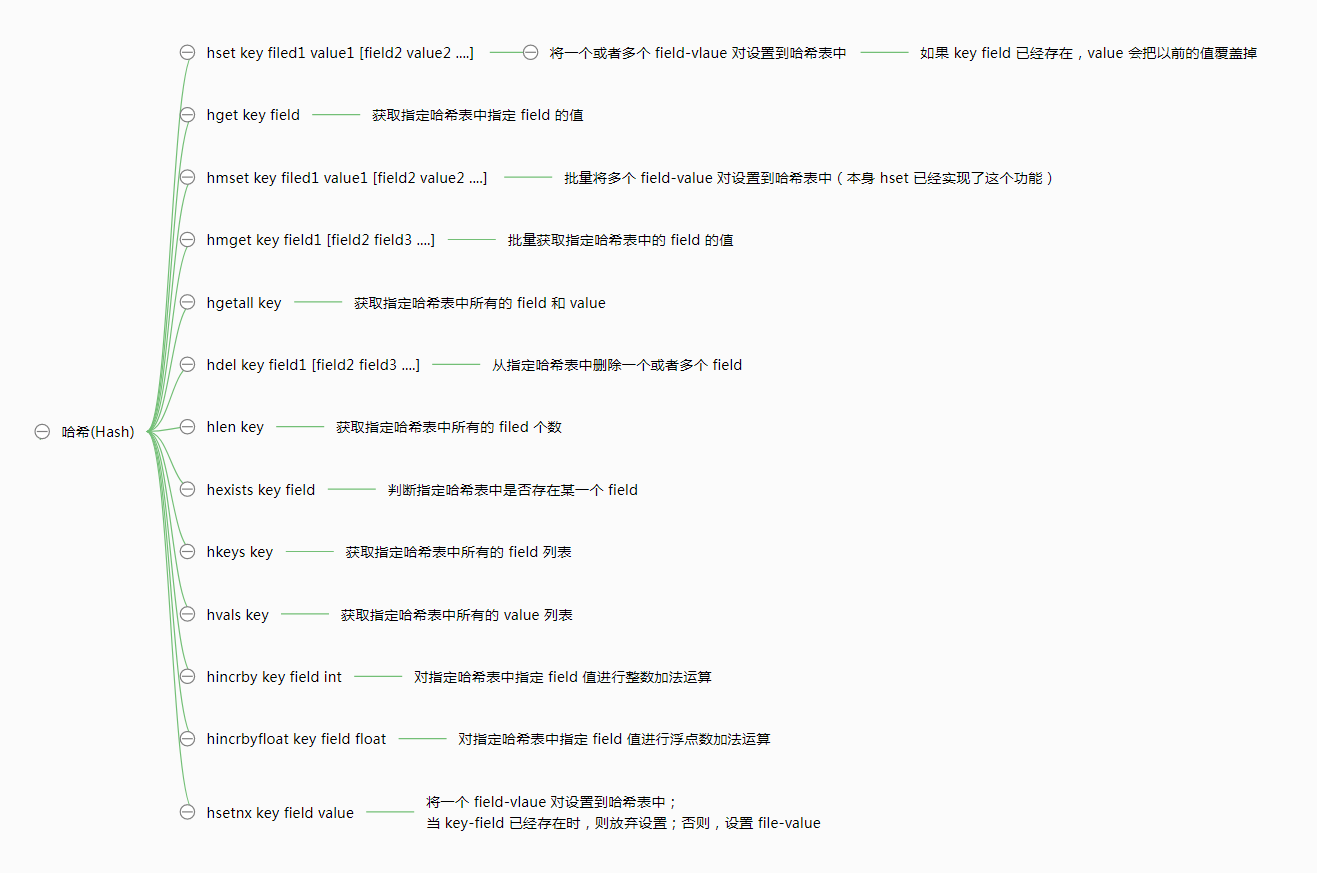 hset key filed1 value1 [field2 value2 ....] 将一个或者多个 field-vlaue 对设置到哈希表中 如果 key field 已经存在，value 会把以前的值覆盖掉
hget key field 获取指定哈希表中指定 field 的值
hmset key filed1 value1 [field2 value2 ....] 批量将多个 field-value 对设置到哈希表中（本身 hset 已经实现了这个功能）
hmget key field1 [field2 field3 ....] 批量获取指定哈希表中的 field 的值
hgetall key 获取指定哈希表中所有的 field 和 value
hdel key field1 [field2 field3 ....] 从指定哈希表中删除一个或者多个 field
哈希(Hash)
hlen key 获取指定哈希表中所有的 filed 个数
hexists key field 判断指定哈希表中是否存在某一个 field
hkeys key 获取指定哈希表中所有的 field 列表
hvals key 获取指定哈希表中所有的 value 列表
hincrby key field int 对指定哈希表中指定 field 值进行整数加法运算
hincrbyfloat key field float 对指定哈希表中指定 field 值进行浮点数加法运算
hsetnx key field value 将一个 field-vlaue 对设置到哈希表中；
当 key-field 已经存在时，则放弃设置；否则，设置 file-value